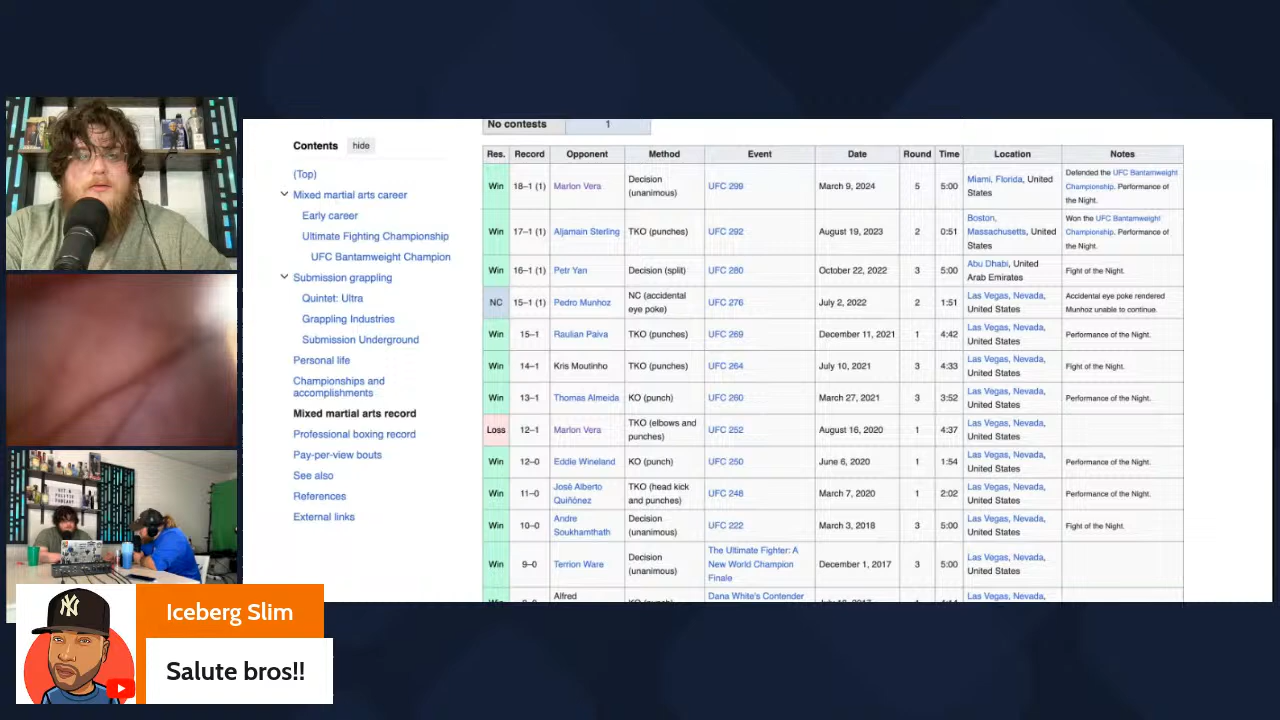 No contests 1
Contents hide
(Top)
Mixed martial arts career
Early career
Ultimate Fighting Championship
UFC Bantamweight Champion
Submission grappling
Quintet: Ultra
Grappling Industries
Submission Underground
Personal life
Championships and
accomplishments
Mixed martial arts record
Professional boxing record
Pay-per-view bouts
See also
References
External links
Res. Record Opponent Method Event Date Round Time Location Notes
Win 18–1 (1) Marlon Vera Decision (unanimous) UFC 299 March 9, 2024 5 5:00 Miami, Florida, United States Defended the UFC Bantamweight Championship. Performance of the Night.
Win 17–1 (1) Aljamain Sterling TKO (punches) UFC 292 August 19, 2023 2 0:51 Boston, Massachusetts, United States Won the UFC Bantamweight Championship. Performance of the Night.
Win 16–1 (1) Petr Yan Decision (split) UFC 280 October 22, 2022 3 5:00 Abu Dhabi, United Arab Emirates Fight of the Night.
NC 15–1 (1) Pedro Munhoz NC (accidental eye poke) UFC 276 July 2, 2022 2 1:51 Las Vegas, Nevada, United States Accidental eye poke rendered Munhoz unable to continue.
Win 15–1 Raulian Paiva TKO (punches) UFC 269 December 11, 2021 1 4:42 Las Vegas, Nevada, United States Performance of the Night.
Win 14–1 Kris Moutinho TKO (punches) UFC 264 July 10, 2021 3 4:33 Las Vegas, Nevada, United States Fight of the Night.
Win 13–1 Thomas Almeida KO (punch) UFC 260 March 27, 2021 3 3:52 Las Vegas, Nevada, United States Performance of the Night.
Loss 12–1 Marlon Vera TKO (elbows and punches) UFC 252 August 16, 2020 1 4:37 Las Vegas, Nevada, United States
Win 12–0 Eddie Wineland KO (punch) UFC 250 June 6, 2020 1 1:54 Las Vegas, Nevada, United States Performance of the Night.
Win 11–0 José Alberto Quiñónez TKO (head kick and punches) UFC 248 March 7, 2020 1 2:02 Las Vegas, Nevada, United States Performance of the Night.
Win 10–0 Andre Soukhamthath Decision (unanimous) UFC 222 March 3, 2018 3 5:00 Las Vegas, Nevada, United States Fight of the Night.
Win 9–0 Terrion Ware Decision (unanimous) The Ultimate Fighter: A New World Champion Finale December 1, 2017 3 5:00 Las Vegas, Nevada, United States
Alfred Dana White's Contender Las Vegas, Nevada,
Iceberg Slim
Salute bros!!